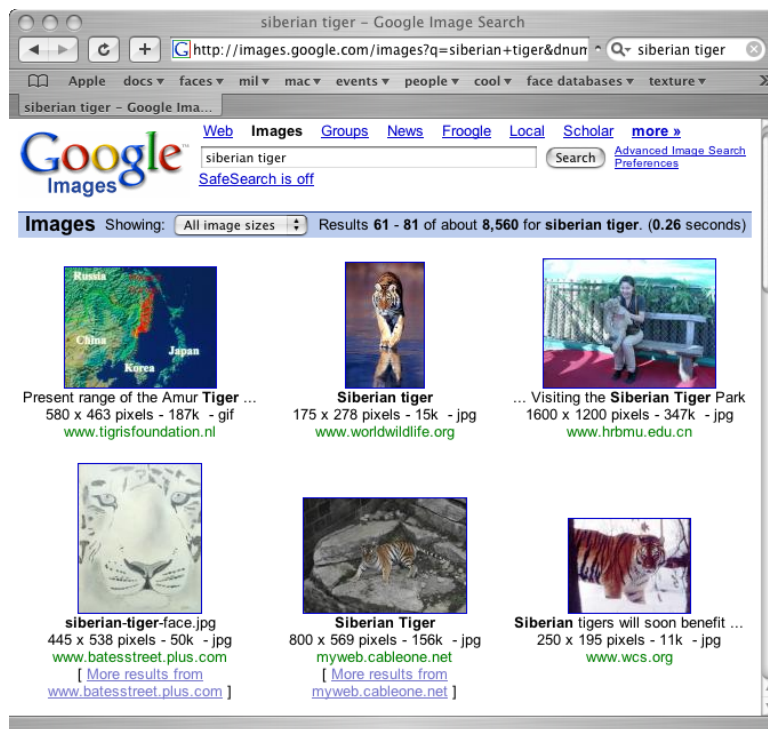 siberian tiger – Google Image Search
http://images.google.com/images?q=siberian+tiger&dnum
siberian tiger
Apple docs faces mil mac events people cool face databases texture
siberian tiger – Google Ima...
Web Images Groups News Froogle Local Scholar more »
Google
Images
siberian tiger
Search
Advanced Image Search
Preferences
SafeSearch is off
Images Showing: All image sizes Results 61 - 81 of about 8,560 for siberian tiger. (0.26 seconds)
Russia
China
Korea
Japan
Present range of the Amur Tiger ...
580 x 463 pixels - 187k - gif
www.tigrisfoundation.nl
Siberian tiger
175 x 278 pixels - 15k - jpg
www.worldwildlife.org
... Visiting the Siberian Tiger Park
1600 x 1200 pixels - 347k - jpg
www.hrbmu.edu.cn
siberian-tiger-face.jpg
445 x 538 pixels - 50k - jpg
www.batesstreet.plus.com
[ More results from
www.batesstreet.plus.com ]
Siberian Tiger
800 x 569 pixels - 156k - jpg
myweb.cableone.net
[ More results from
myweb.cableone.net ]
Siberian tigers will soon benefit ...
250 x 195 pixels - 11k - jpg
www.wcs.org